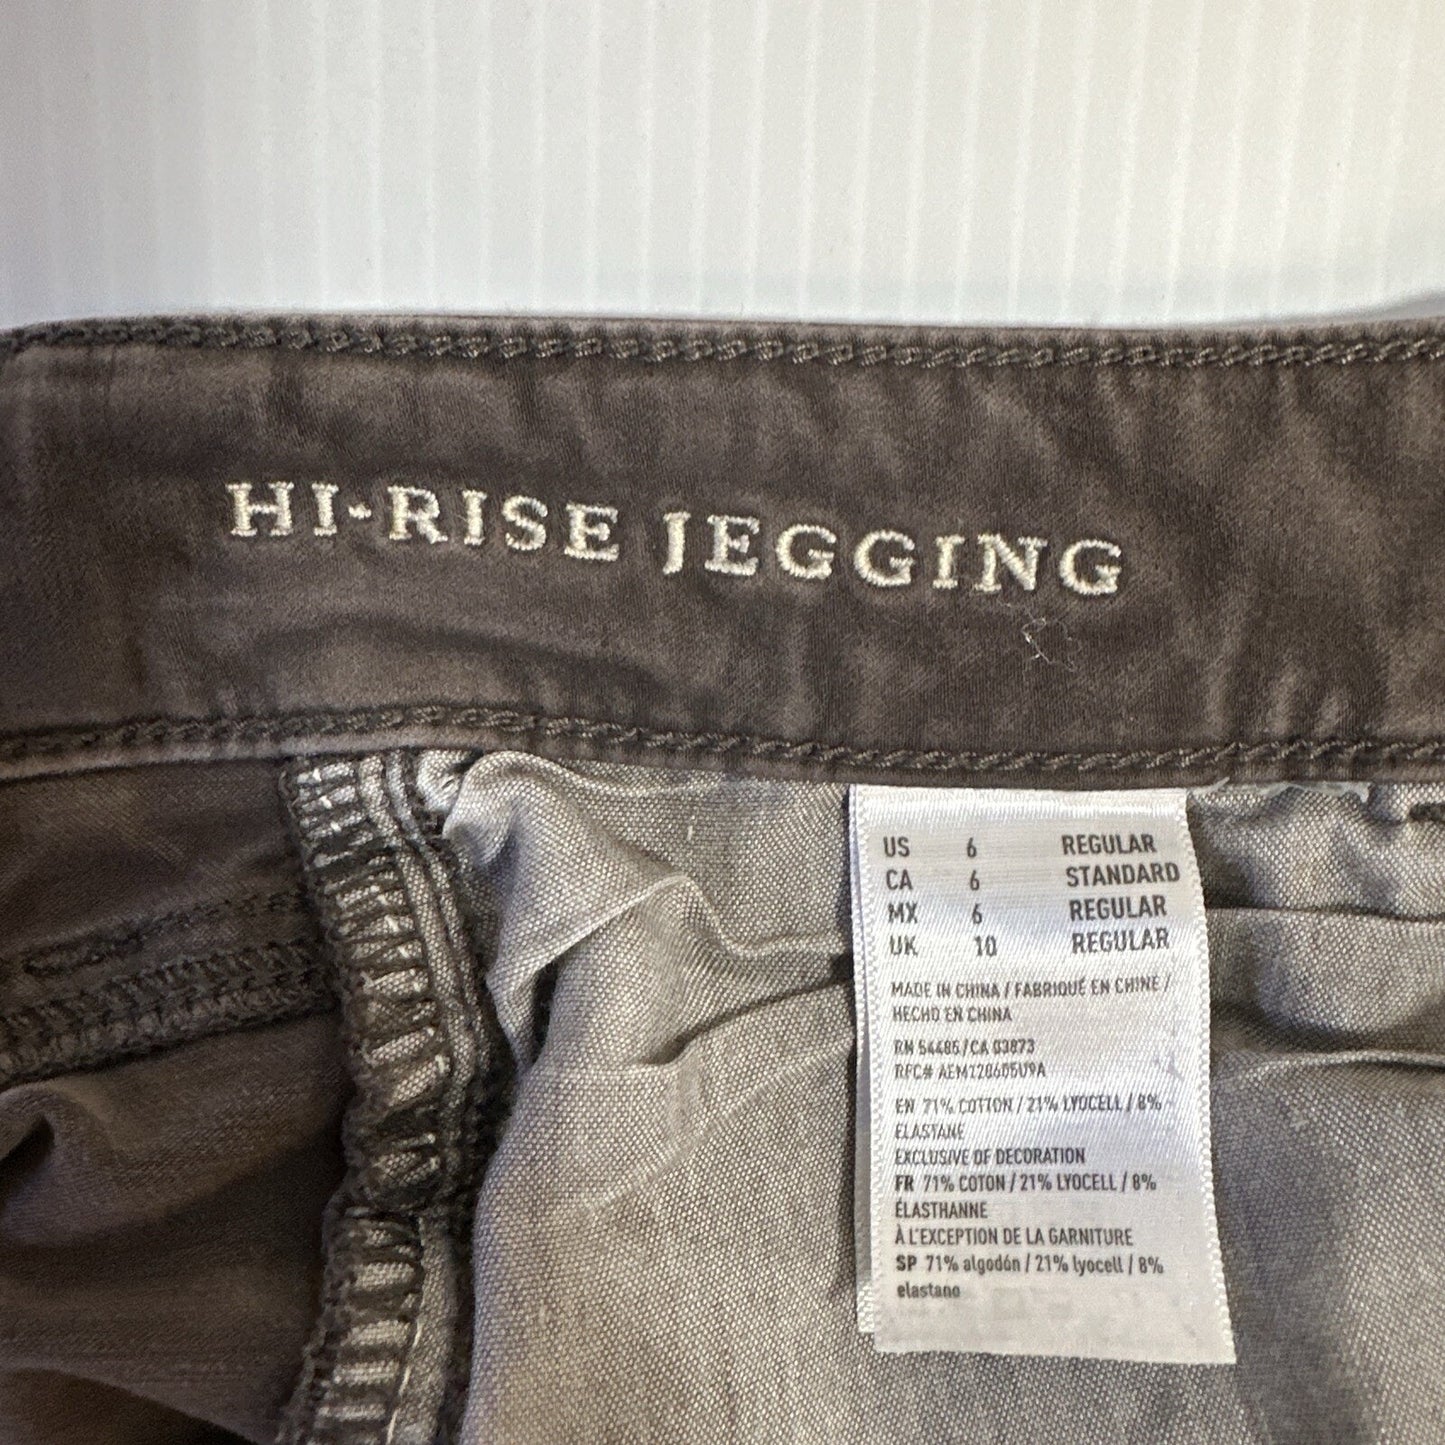 HI-RISE JEGGING
US 6 REGULAR
CA 6 STANDARD
MX 6 REGULAR
UK 10 REGULAR
MADE IN CHINA / FABRIQUÉ EN CHINE /
HECHO EN CHINA
RN 54485/CA 03873
RFC# AEM120605U9A
EN 71% COTTON / 21% LYOCELL / 8%
ELASTANE
EXCLUSIVE OF DECORATION
FR 71% COTON / 21% LYOCELL / 8%
ÉLASTHANNE
À L'EXCEPTION DE LA GARNITURE
SP 71% algodón / 21% lyocell / 8%
elastano